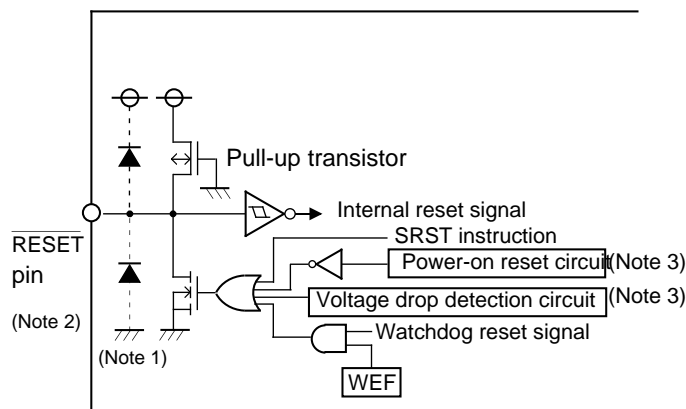 Pull-up transistor
Internal reset signal
RESET
pin
(Note 2)
(Note 1)
SRST instruction
Power-on reset circuit(Note 3)
Voltage drop detection circuit (Note 3)
Watchdog reset signal
WEF